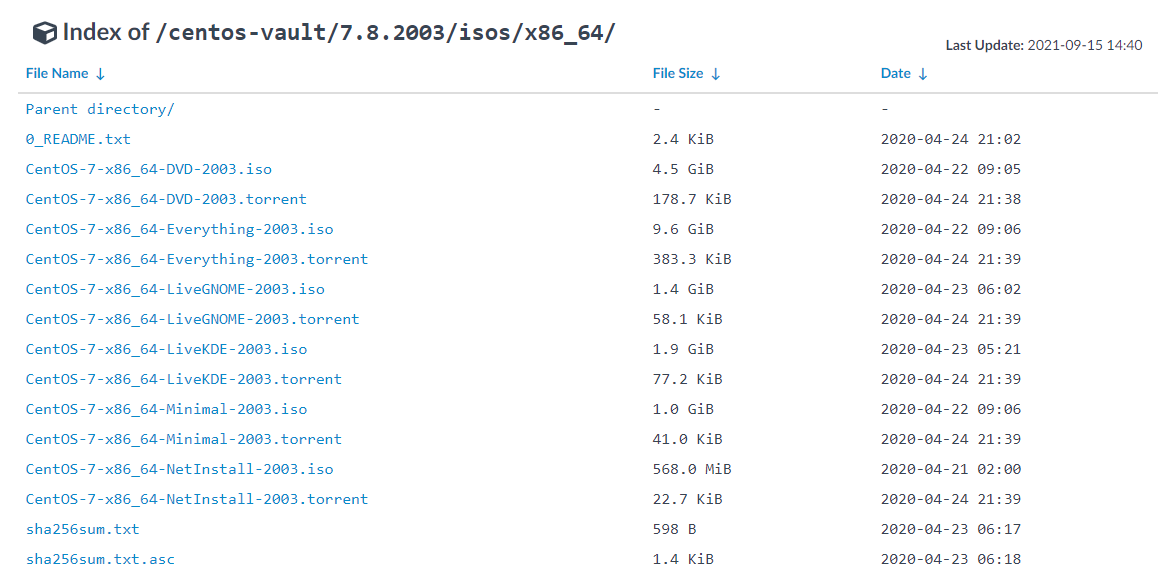 Index of /centos-vault/7.8.2003/isos/x86_64/
Last Update: 2021-09-15 14:40
File Name ↓ File Size ↓ Date ↓
Parent directory/ - -
0_README.txt 2.4 KiB 2020-04-24 21:02
CentOS-7-x86_64-DVD-2003.iso 4.5 GiB 2020-04-22 09:05
CentOS-7-x86_64-DVD-2003.torrent 178.7 KiB 2020-04-24 21:38
CentOS-7-x86_64-Everything-2003.iso 9.6 GiB 2020-04-22 09:06
CentOS-7-x86_64-Everything-2003.torrent 383.3 KiB 2020-04-24 21:39
CentOS-7-x86_64-LiveGNOME-2003.iso 1.4 GiB 2020-04-23 06:02
CentOS-7-x86_64-LiveGNOME-2003.torrent 58.1 KiB 2020-04-24 21:39
CentOS-7-x86_64-LiveKDE-2003.iso 1.9 GiB 2020-04-23 05:21
CentOS-7-x86_64-LiveKDE-2003.torrent 77.2 KiB 2020-04-24 21:39
CentOS-7-x86_64-Minimal-2003.iso 1.0 GiB 2020-04-22 09:06
CentOS-7-x86_64-Minimal-2003.torrent 41.0 KiB 2020-04-24 21:39
CentOS-7-x86_64-NetInstall-2003.iso 568.0 MiB 2020-04-21 02:00
CentOS-7-x86_64-NetInstall-2003.torrent 22.7 KiB 2020-04-24 21:39
sha256sum.txt 598 B 2020-04-23 06:17
sha256sum.txt.asc 1.4 KiB 2020-04-23 06:18